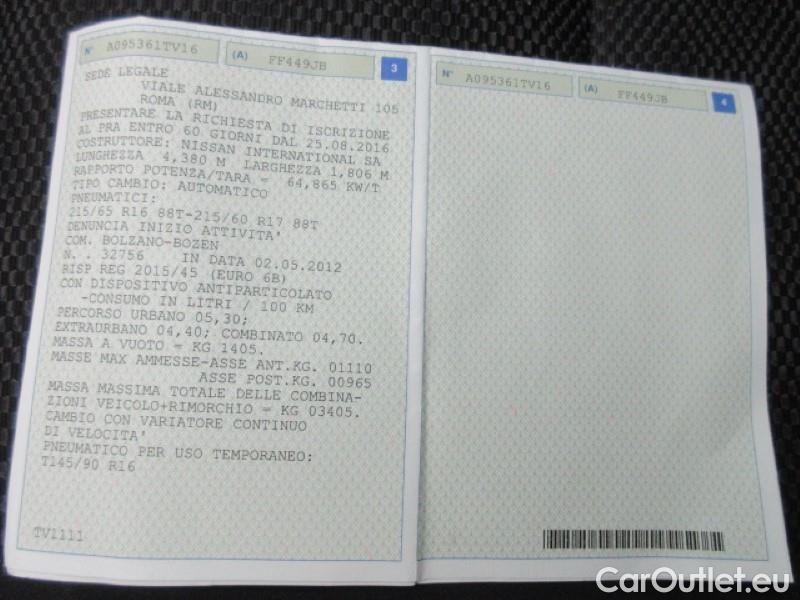 N° A095361TV16 (A) FF449JB 3
SEDE LEGALE
VIALE ALESSANDRO MARCHETTI 105
ROMA (RM)
PRESENTARE LA RICHIESTA DI ISCRIZIONE
AL PRA ENTRO 60 GIORNI DAL 25.08.2016
COSTRUTTORE: NISSAN INTERNATIONAL SA
LUNGHEZZA 4,380 M LARGHEZZA 1,806 M
RAPPORTO POTENZA/TARA = 64,865 KW/T
TIPO CAMBIO: AUTOMATICO
PNEUMATICI:
215/65 R16 88T-215/60 R17 88T
DENUNCIA INIZIO ATTIVITA'
COM. BOLZANO-BOZEN
N. . 32756 IN DATA 02.05.2012
RISP REG 2015/45 (EURO 6B)
CON DISPOSITIVO ANTIPARTICOLATO
-CONSUMO IN LITRI / 100 KM
PERCORSO URBANO 05,30;
EXTRAURBANO 04,40; COMBINATO 04,70.
MASSA A VUOTO = KG 1405.
MASSE MAX AMMESSE-ASSE ANT.KG. 01110
ASSE POST.KG. 00965
MASSA MASSIMA TOTALE DELLE COMBINA-
ZIONI VEICOLO+RIMORCHIO = KG 03405.
CAMBIO CON VARIATORE CONTINUO
DI VELOCITA'
PNEUMATICO PER USO TEMPORANEO:
T145/90 R16
TV1111
N° A095361TV16 (A) FF449JB 4
CarOutlet.eu